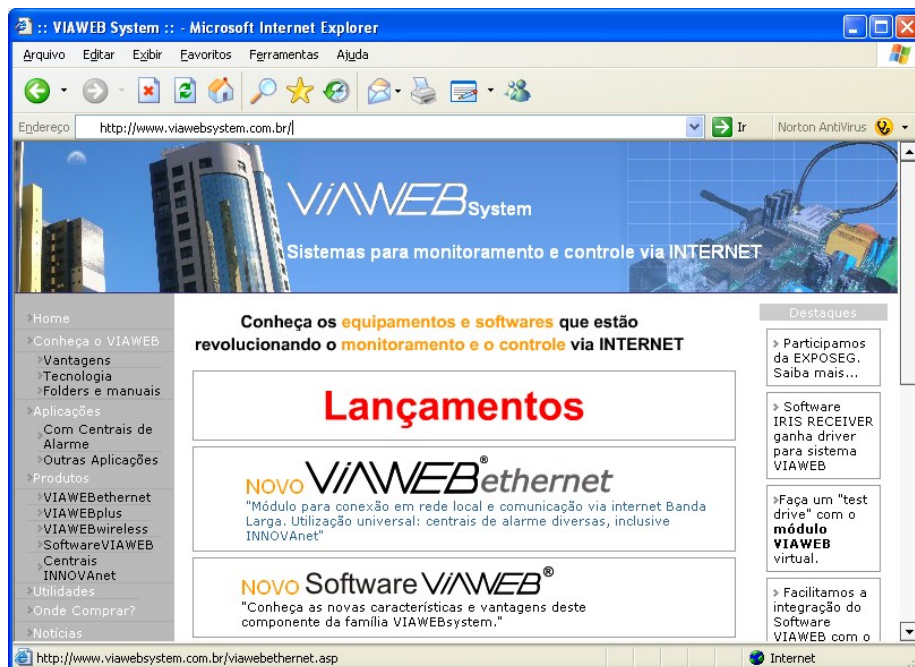 :: VIAWEB System :: - Microsoft Internet Explorer
Arquivo Editar Exibir Favoritos Ferramentas Ajuda
Endereço http://www.viawebsystem.com.br/ Ir Norton AntiVirus
ViAWEB System
Sistemas para monitoramento e controle via INTERNET
Home
Conheça o VIAWEB
Vantagens
Tecnologia
Folders e manuais
Aplicações
Com Centrais de
Alarme
Outras Aplicações
Produtos
VIAWEBethernet
VIAWEBplus
VIAWEBwireless
SoftwareVIAWEB
Centrais
INNOVAnet
Utilidades
Onde Comprar?
Notícias
Conheça os equipamentos e softwares que estão
revolucionando o monitoramento e o controle via INTERNET
Lançamentos
NOVO ViAWEB® ethernet
"Módulo para conexão em rede local e comunicação via internet Banda
Larga. Utilização universal: centrais de alarme diversas, inclusive
INNOVAnet"
NOVO Software ViAWEB®
"Conheça as novas características e vantagens deste
componente da família VIAWEBsystem."
Destaques
> Participamos
da EXPOSEG.
Saiba mais...
> Software
IRIS RECEIVER
ganha driver
para sistema
VIAWEB
>Faça um "test
drive" com o
módulo
VIAWEB
virtual.
> Facilitamos a
integração do
Software
VIAWEB com o
http://www.viawebsystem.com.br/viawebethernet.asp Internet